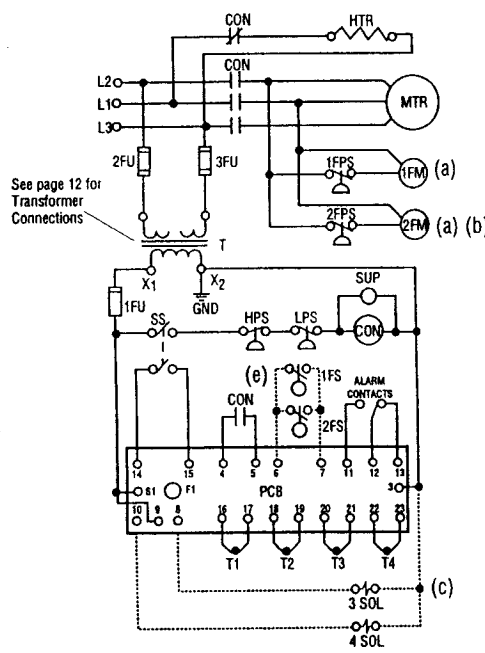 CON
HTR
CON
L2
L1
L3
MTR
2FU
3FU
1FPS
1FM (a)
2FPS
2FM (a) (b)
See page 12 for
Transformer
Connections
T
X1
X2
GND
1FU
SS
HPS
LPS
SUP
CON
(e)
1FS
2FS
CON
ALARM
CONTACTS
14 15 4 5 6 7 11 12 13
S1 F1 PCB 3
10 9 8 16 17 18 19 20 21 22 23
T1 T2 T3 T4
(c)
3 SOL
4 SOL